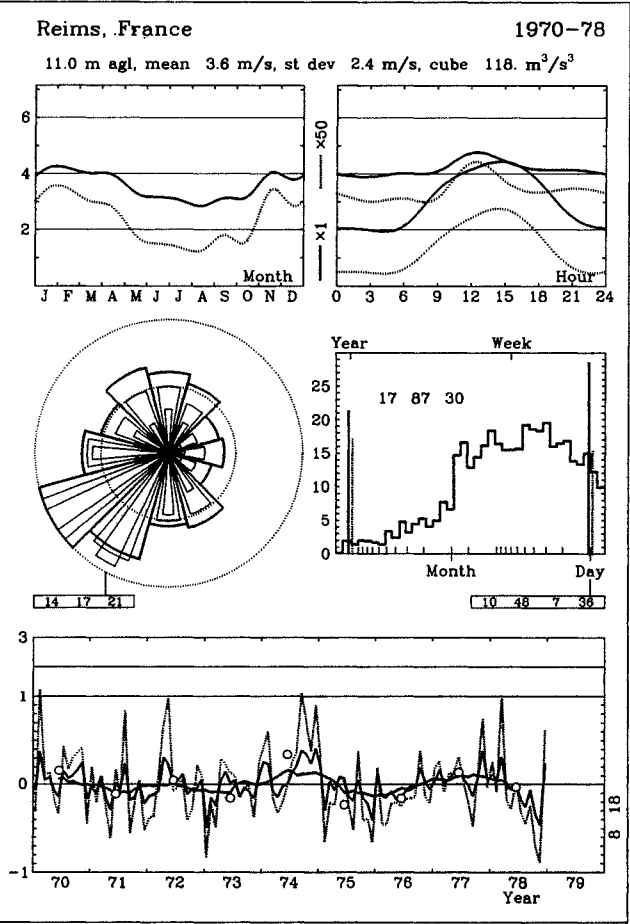 Reims, France 1970-78
11.0 m agl, mean 3.6 m/s, st dev 2.4 m/s, cube 118. m³/s³
6
4
2
Month
J F M A M J J A S O N D
×50
×1
Hour
0 3 6 9 12 15 18 21 24
Year Week
25
20
15
10
5
0
17 87 30
Month Day
14 17 21
10 48 7 36
3
1
0
-1
70 71 72 73 74 75 76 77 78 79
Year
8 18